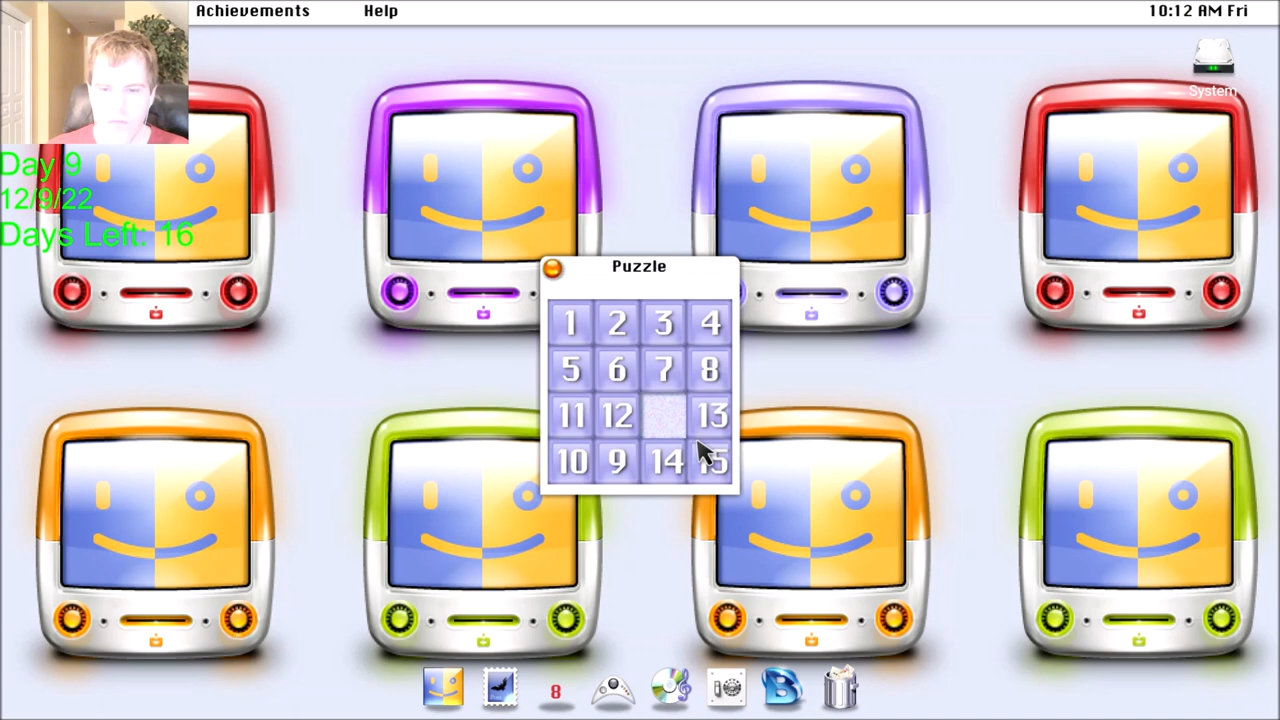 Achievements Help 10:12 AM Fri
System
Day 9
12/9/22
Days Left: 16
Puzzle
1 2 3 4
5 6 7 8
11 12 13
10 9 14 15
8
B